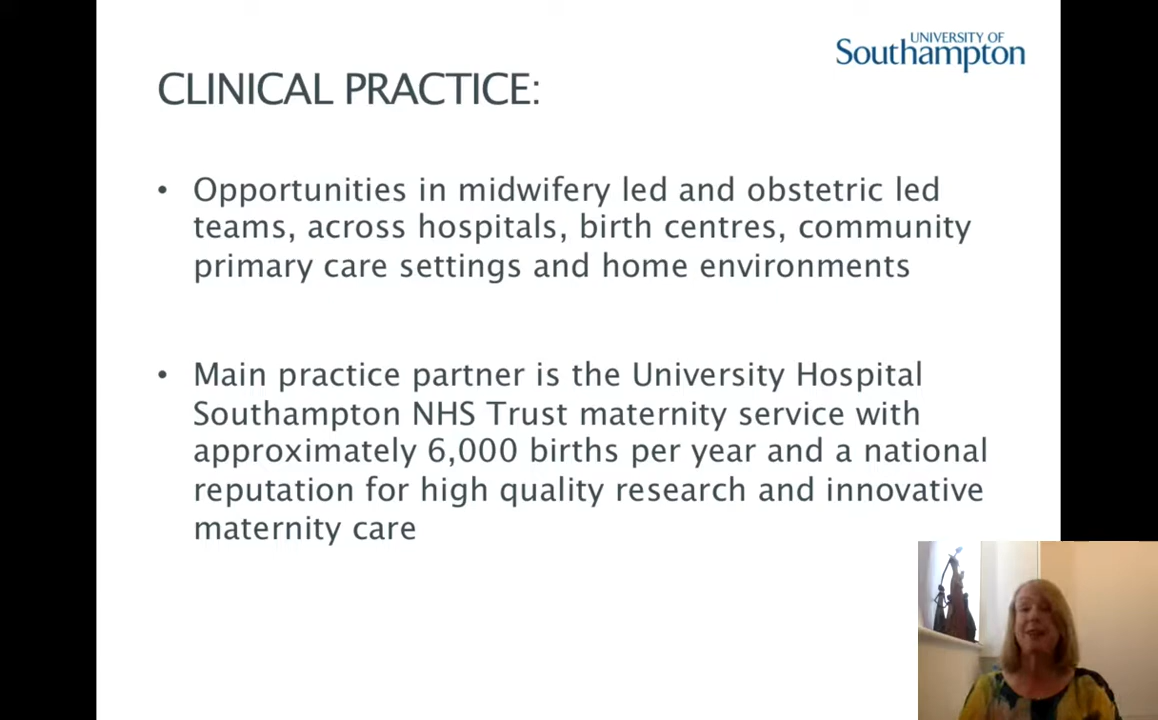 UNIVERSITY OF
Southampton
CLINICAL PRACTICE:
• Opportunities in midwifery led and obstetric led
teams, across hospitals, birth centres, community
primary care settings and home environments
• Main practice partner is the University Hospital
Southampton NHS Trust maternity service with
approximately 6,000 births per year and a national
reputation for high quality research and innovative
maternity care